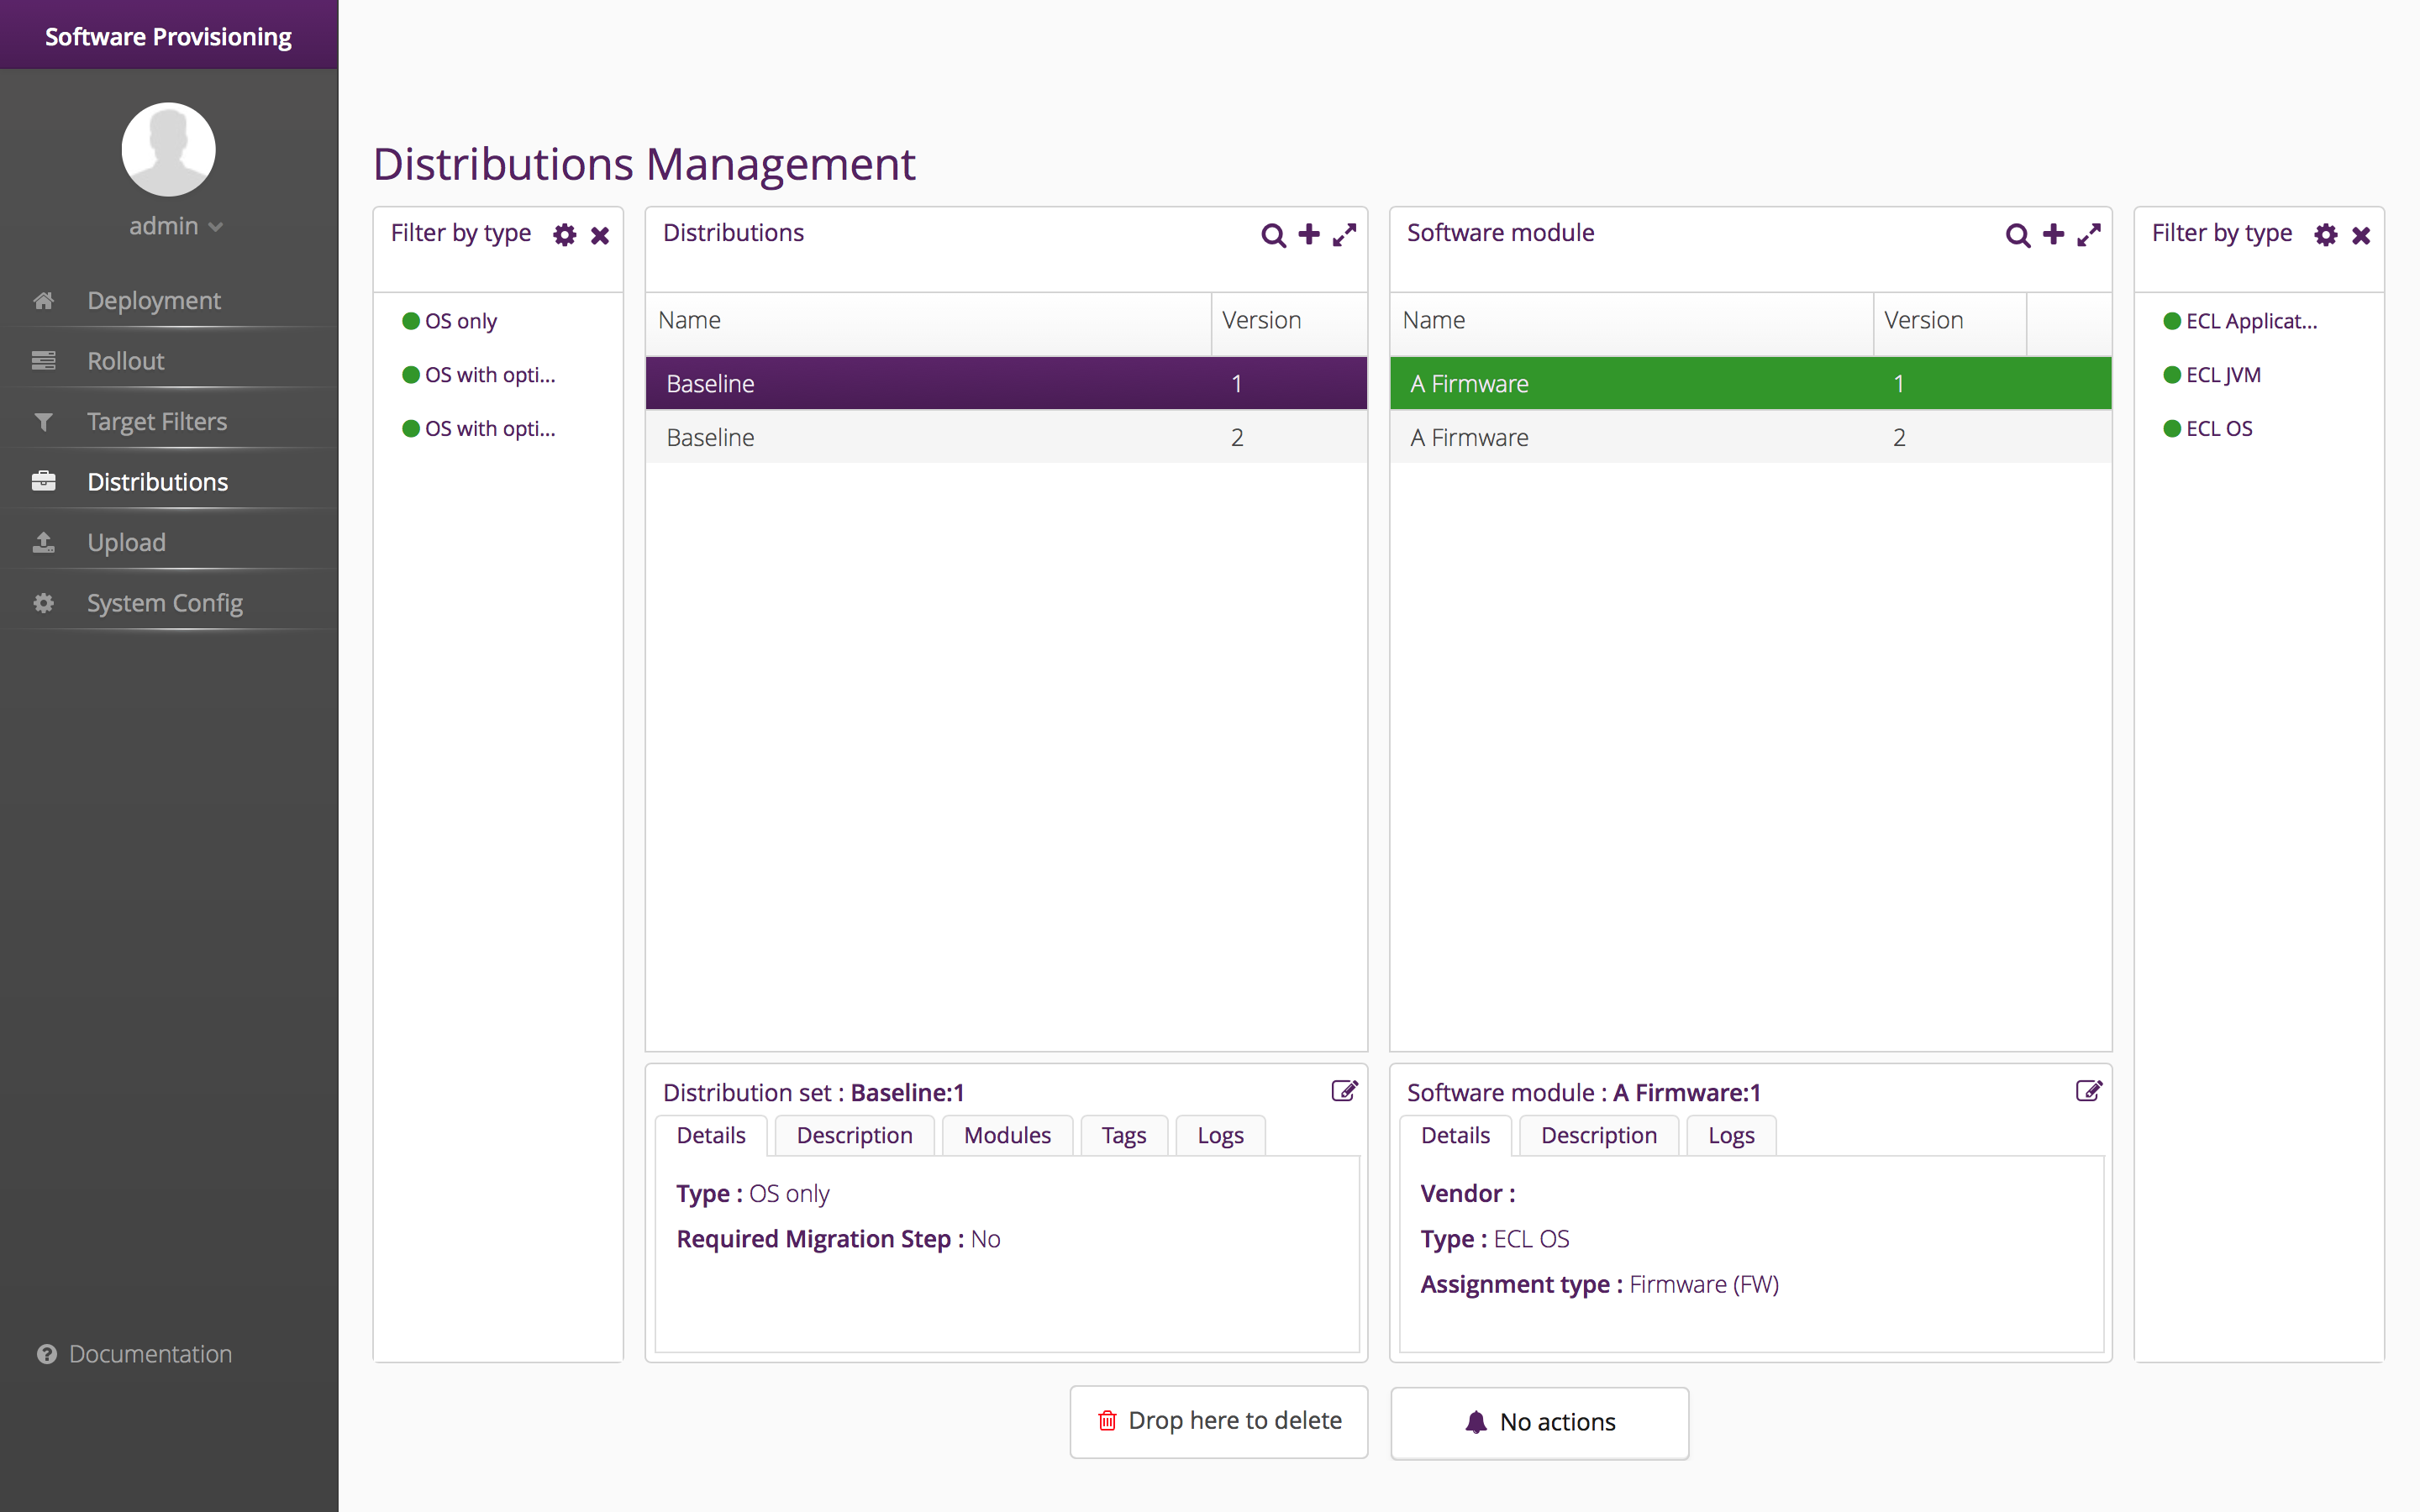 Software Provisioning
admin
Deployment
Rollout
Target Filters
Distributions
Upload
System Config
Documentation
Distributions Management
Filter by type
OS only
OS with opti...
OS with opti...
Distributions
Name Version
Baseline 1
Baseline 2
Distribution set : Baseline:1
Details Description Modules Tags Logs
Type : OS only
Required Migration Step : No
Software module
Name Version
A Firmware 1
A Firmware 2
Software module : A Firmware:1
Details Description Logs
Vendor :
Type : ECL OS
Assignment type : Firmware (FW)
Filter by type
ECL Applicat...
ECL JVM
ECL OS
Drop here to delete
No actions